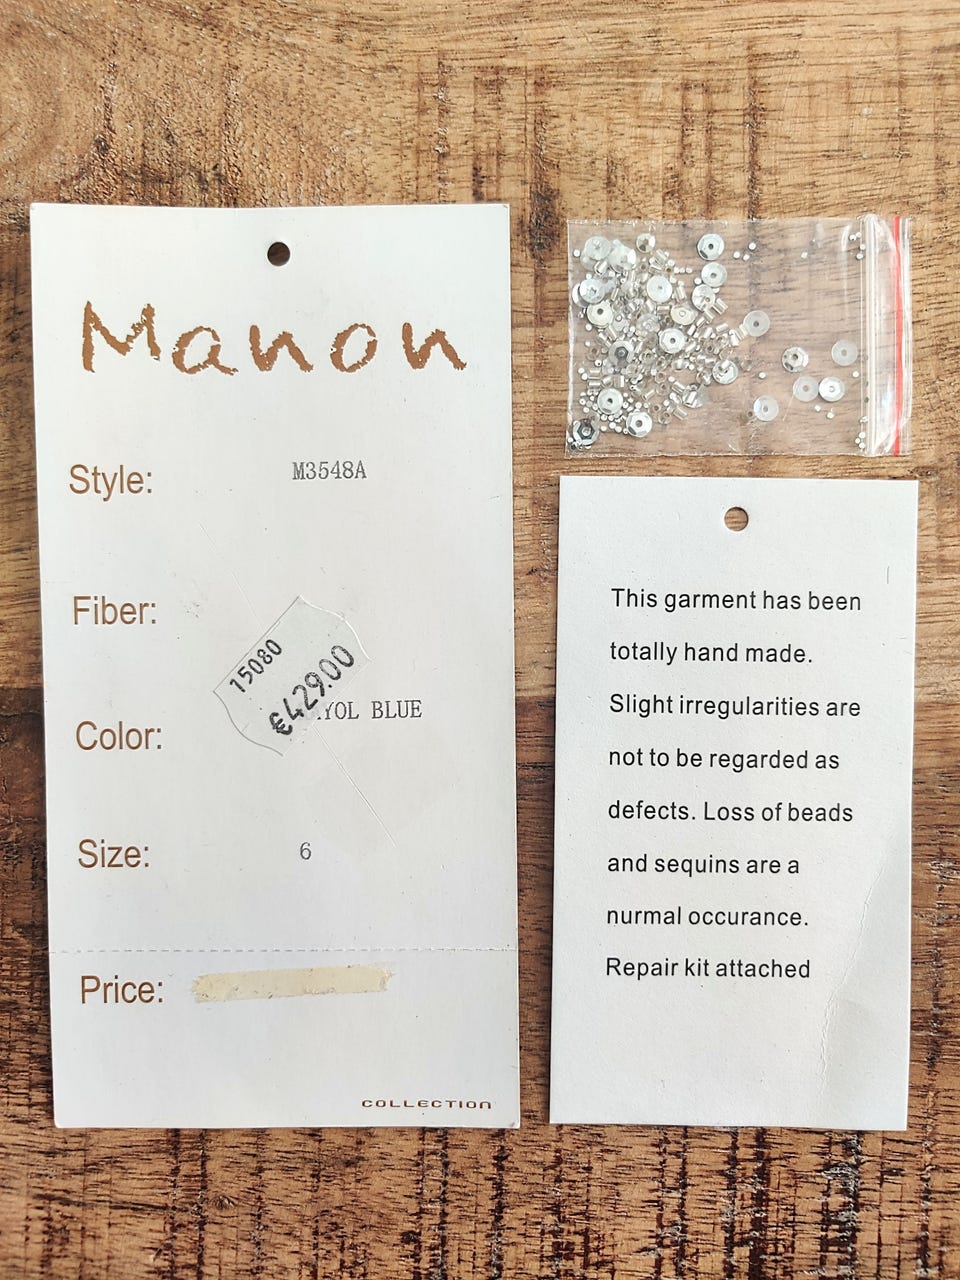 Manon
Style: M3548A
Fiber:
15080
€429.00
Color: YOL BLUE
Size: 6
Price:
COLLECTION
This garment has been
totally hand made.
Slight irregularities are
not to be regarded as
defects. Loss of beads
and sequins are a
nurmal occurance.
Repair kit attached